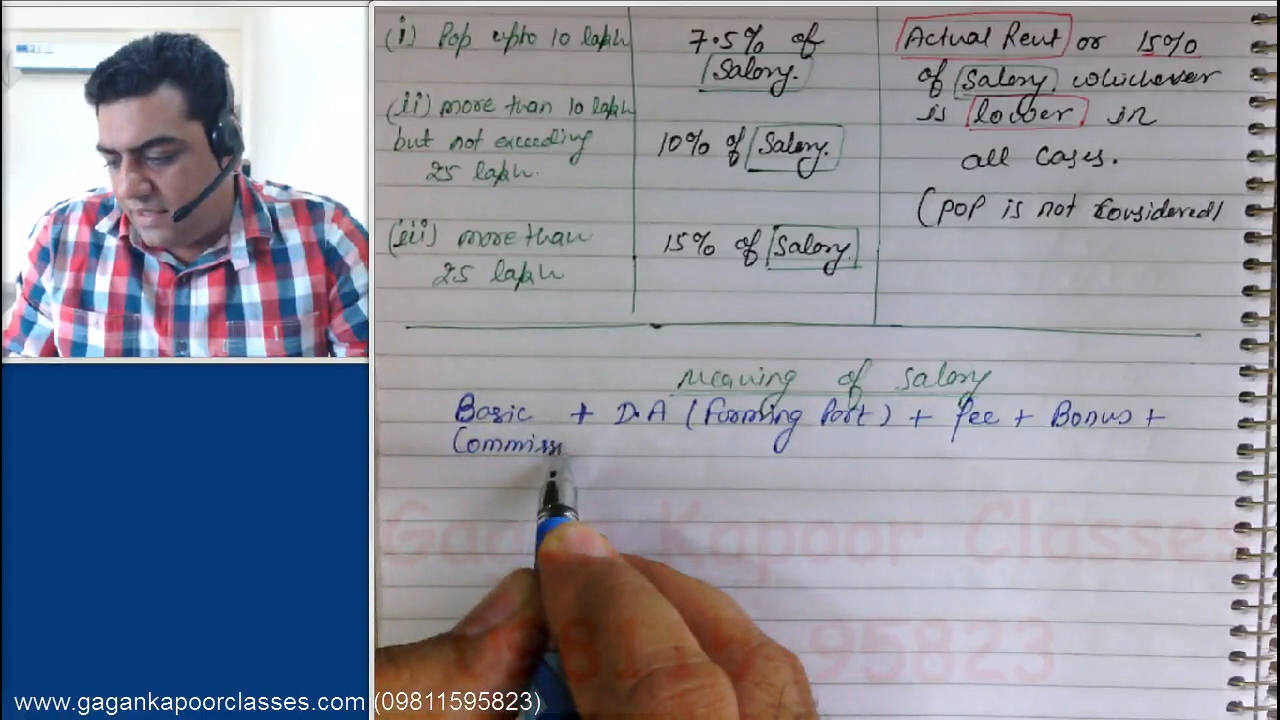 (i) Pop upto 10 lakh
7.5% of
Salary.
Actual Rent or 15%
of Salary whichever
is lower in
all cases.
(POP is not considered)
(ii) more than 10 lakh
but not exceeding
25 lakh.
10% of Salary.
(iii) more than
25 lakh
15% of Salary.
Meaning of Salary
Basic + D.A (Forming Part) + Fee + Bonus +
Commiss
Gagan Kapoor Classes
www.gagankapoorclasses.com (09811595823)